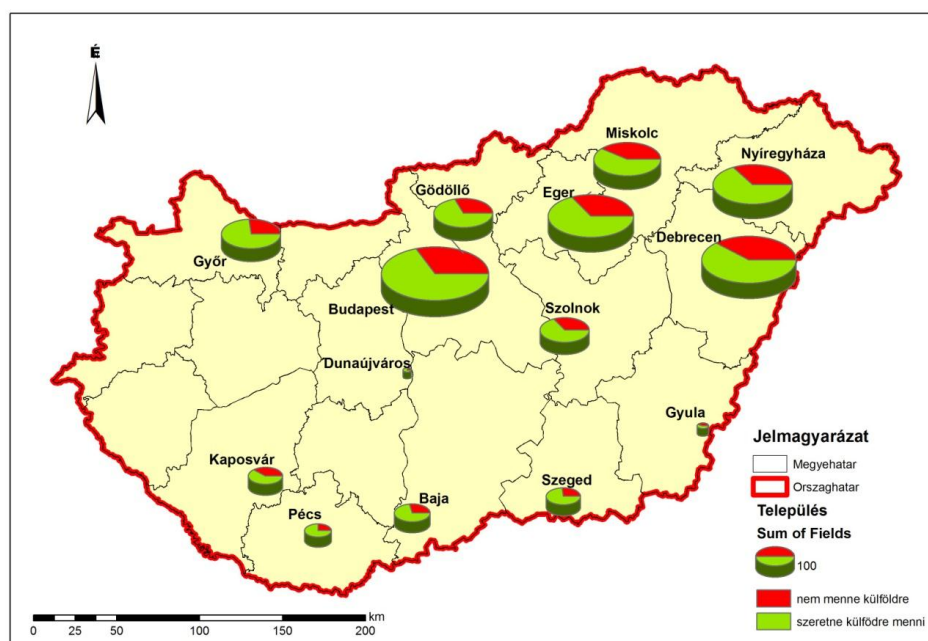 É
Miskolc
Nyíregyháza
Gödöllő
Eger
Debrecen
Győr
Budapest
Szolnok
Dunaújváros
Gyula
Kaposvár
Szeged
Baja
Pécs
Jelmagyarázat
Megyehatar
Orszaghatar
Település
Sum of Fields
100
nem menne külföldre
szeretne külfödre menni
km
0 25 50 100 150 200